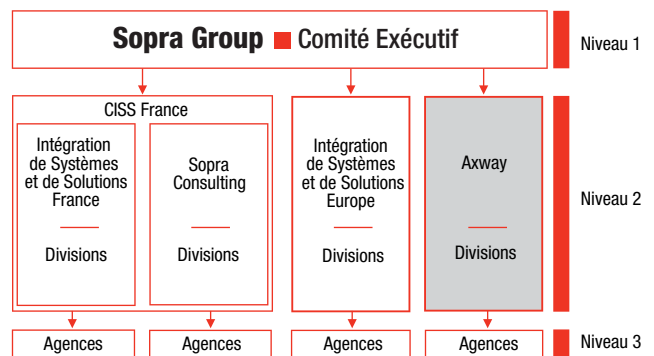 Sopra Group ■ Comité Exécutif
Niveau 1
CISS France
Intégration
de Systèmes
et de Solutions
France
Divisions
Sopra
Consulting
Divisions
Intégration
de Systèmes
et de Solutions
Europe
Divisions
Axway
Divisions
Niveau 2
Agences
Agences
Agences
Agences
Niveau 3